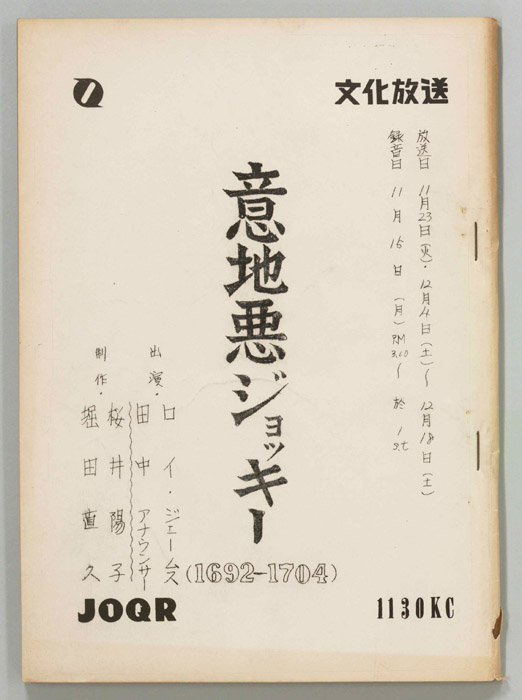 文化放送
放送日 11月23日(火)・12月4日(土)〜12月18日(土)
録音日 11月15日(月)PM3.00〜 於 1st
意地悪ジョッキー
(1692-1704)
出演・ロイ・ジェームス
田中アナウンサー
桜井陽子
制作・堀田直久
JOQR
1130KC